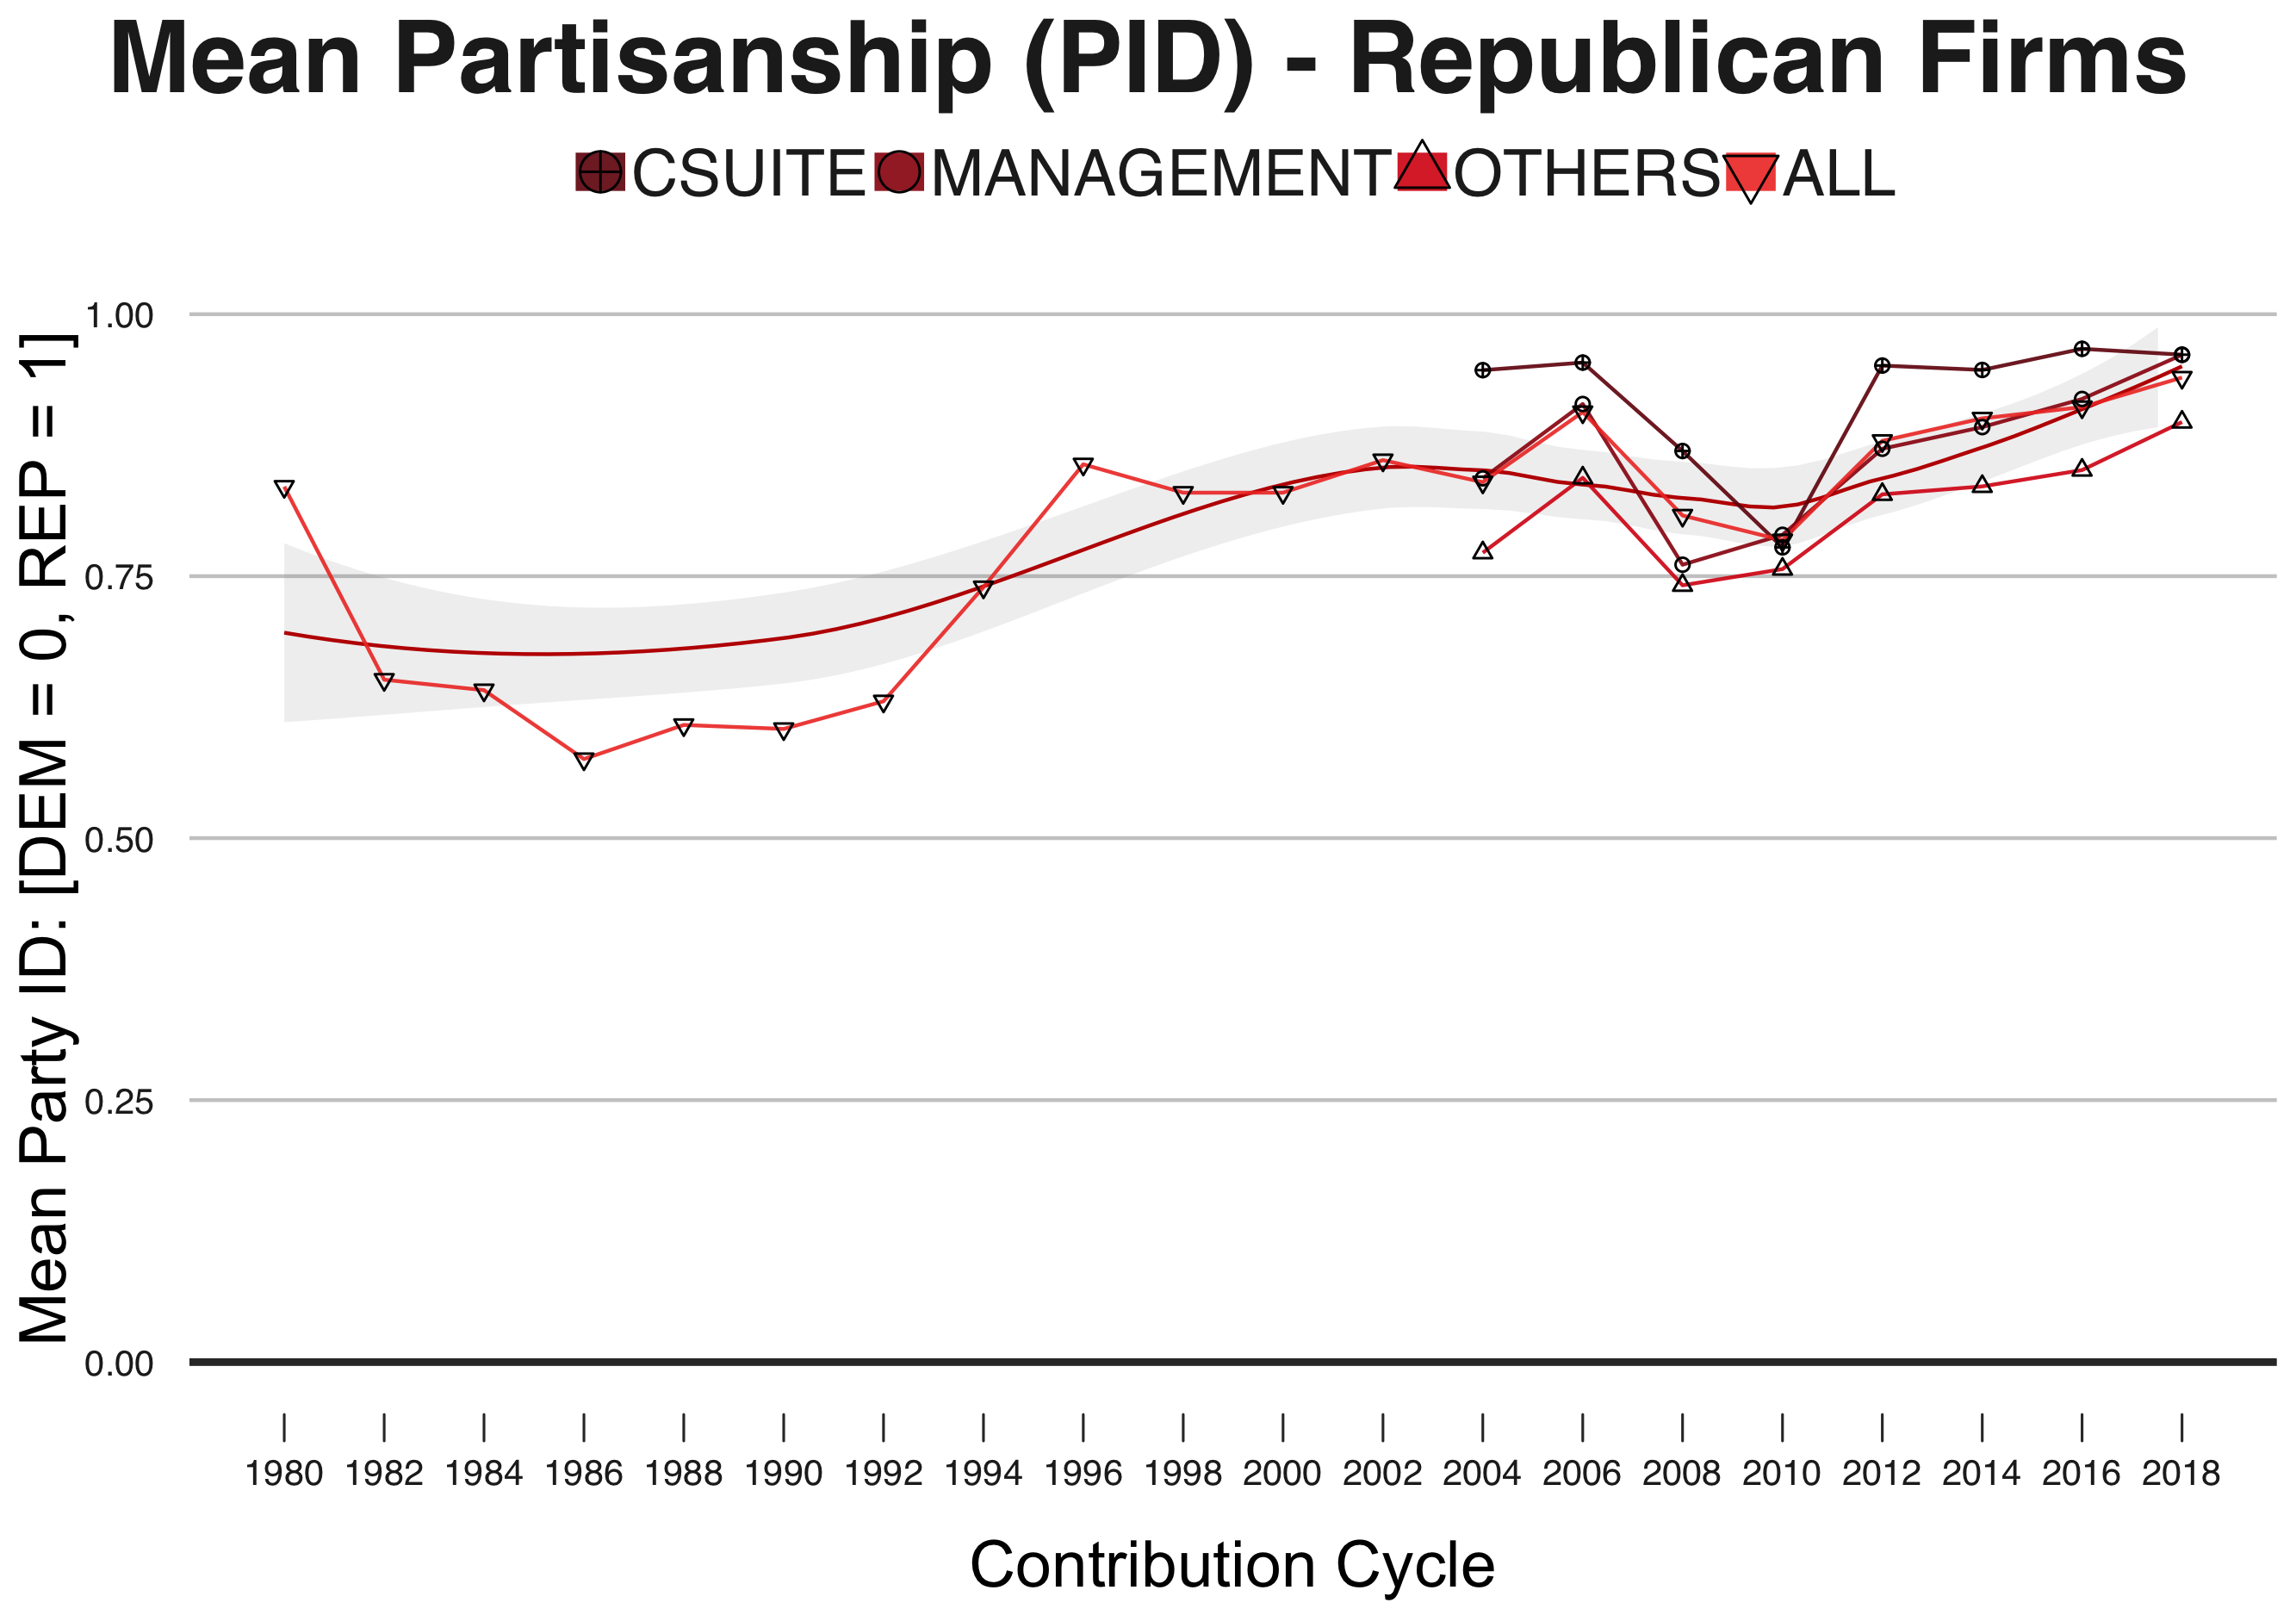 Mean Partisanship (PID) - Republican Firms
CSUITE MANAGEMENT OTHERS ALL
Mean Party ID: [DEM = 0, REP = 1]
1.00
0.75
0.50
0.25
0.00
1980 1982 1984 1986 1988 1990 1992 1994 1996 1998 2000 2002 2004 2006 2008 2010 2012 2014 2016 2018
Contribution Cycle